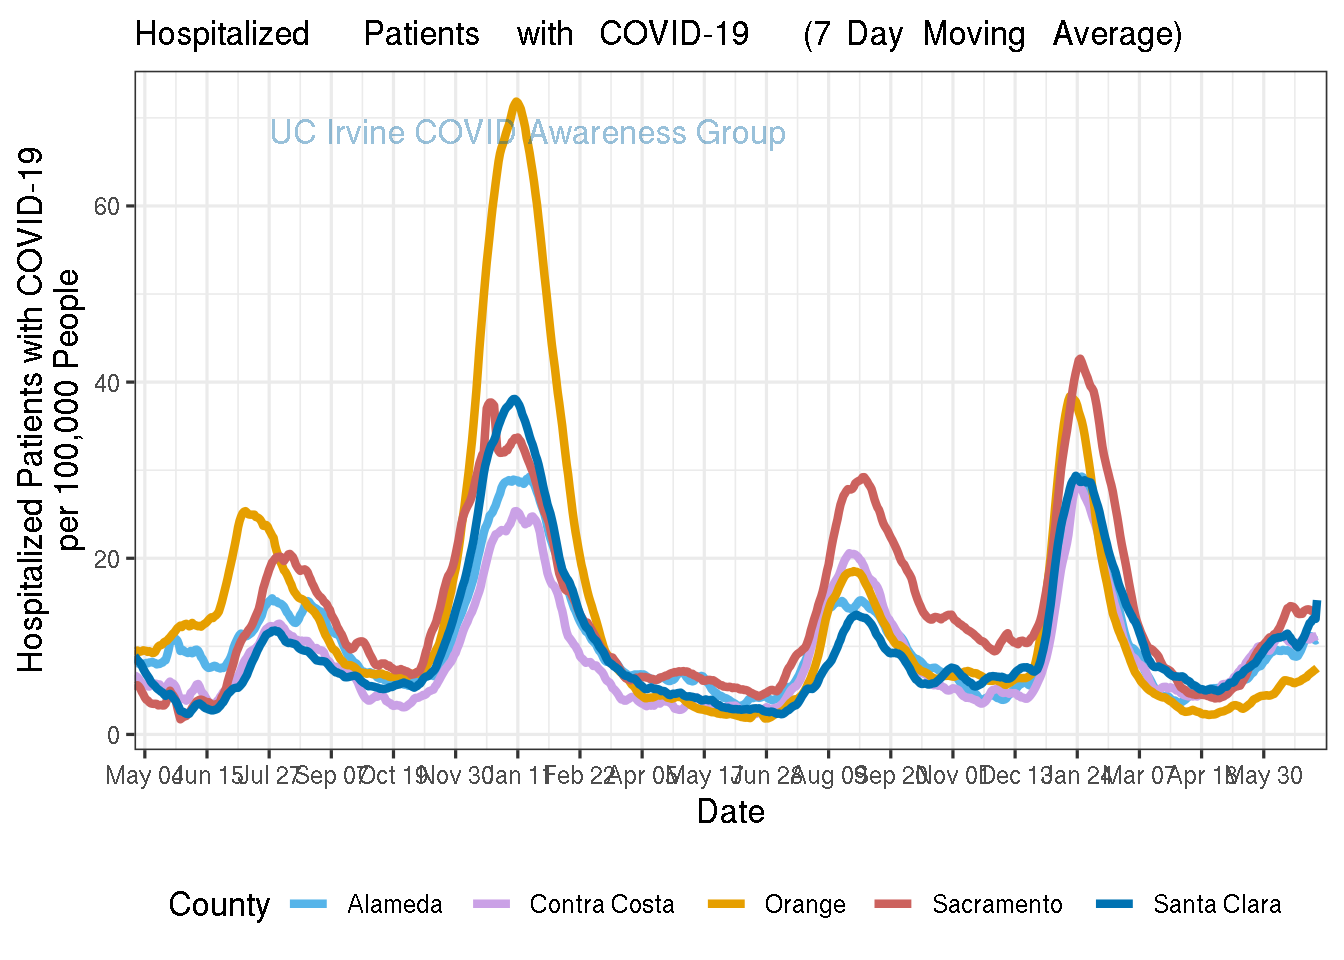 Hospitalized Patients with COVID-19 (7 Day Moving Average)
UC Irvine COVID Awareness Group
Hospitalized Patients with COVID-19
per 100,000 People
60
40
20
0
May 04 Jun 15 Jul 27 Sep 07 Oct 19 Nov 30 Jan 11 Feb 22 Apr 05 May 17 Jun 28 Aug 09 Sep 20 Nov 01 Dec 13 Jan 24 Mar 07 Apr 18 May 30
Date
County Alameda Contra Costa Orange Sacramento Santa Clara